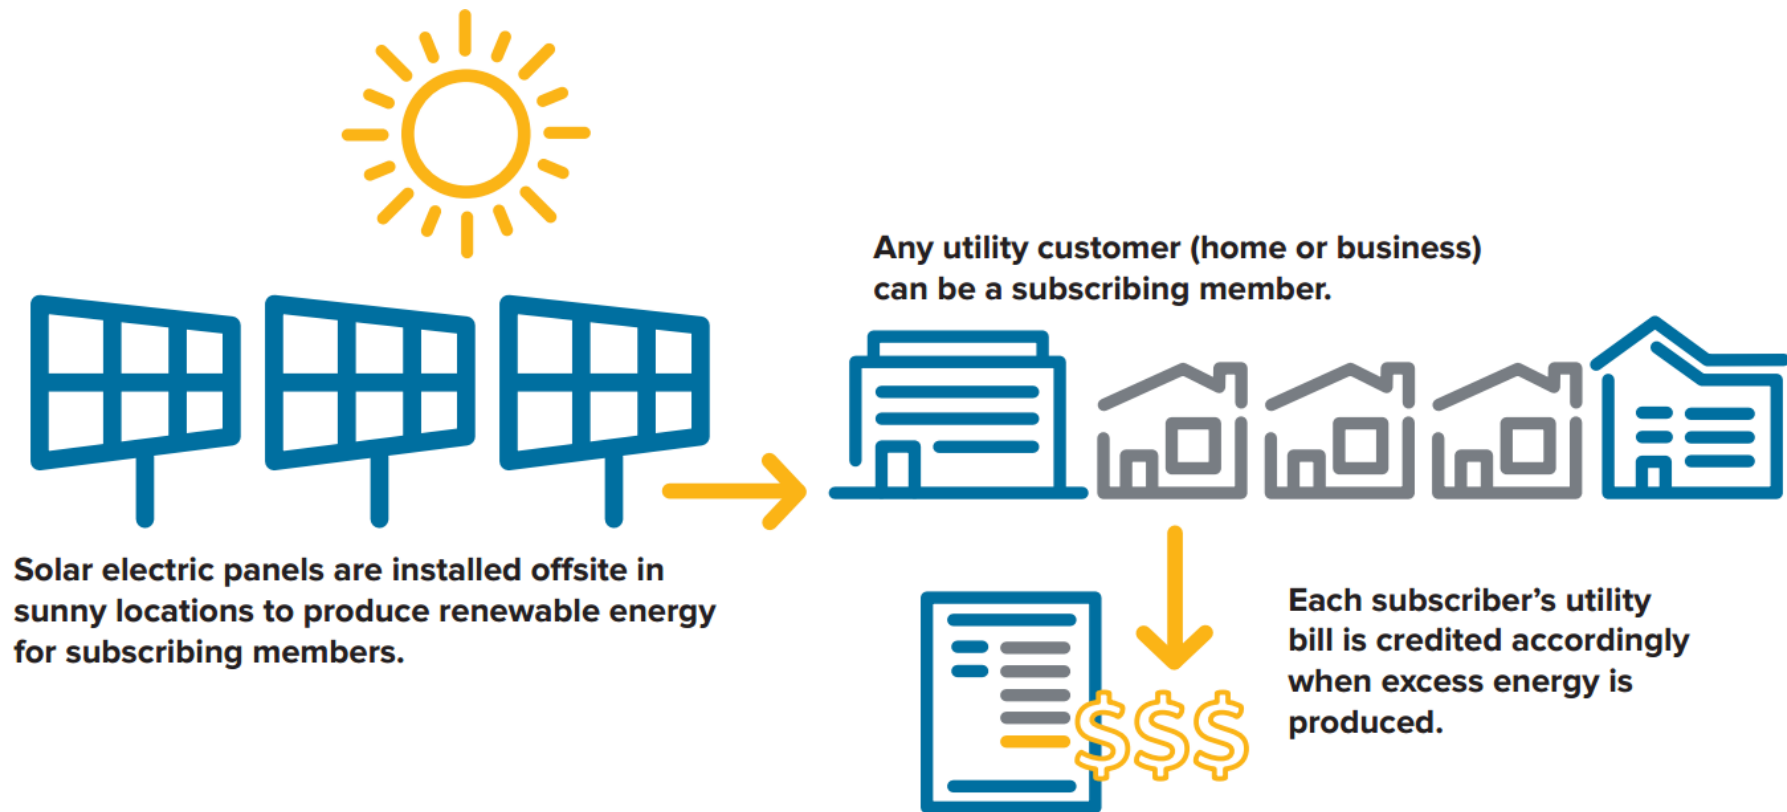 Any utility customer (home or business)
can be a subscribing member.
Solar electric panels are installed offsite in
sunny locations to produce renewable energy
for subscribing members.
Each subscriber’s utility
bill is credited accordingly
when excess energy is
produced.
$$$